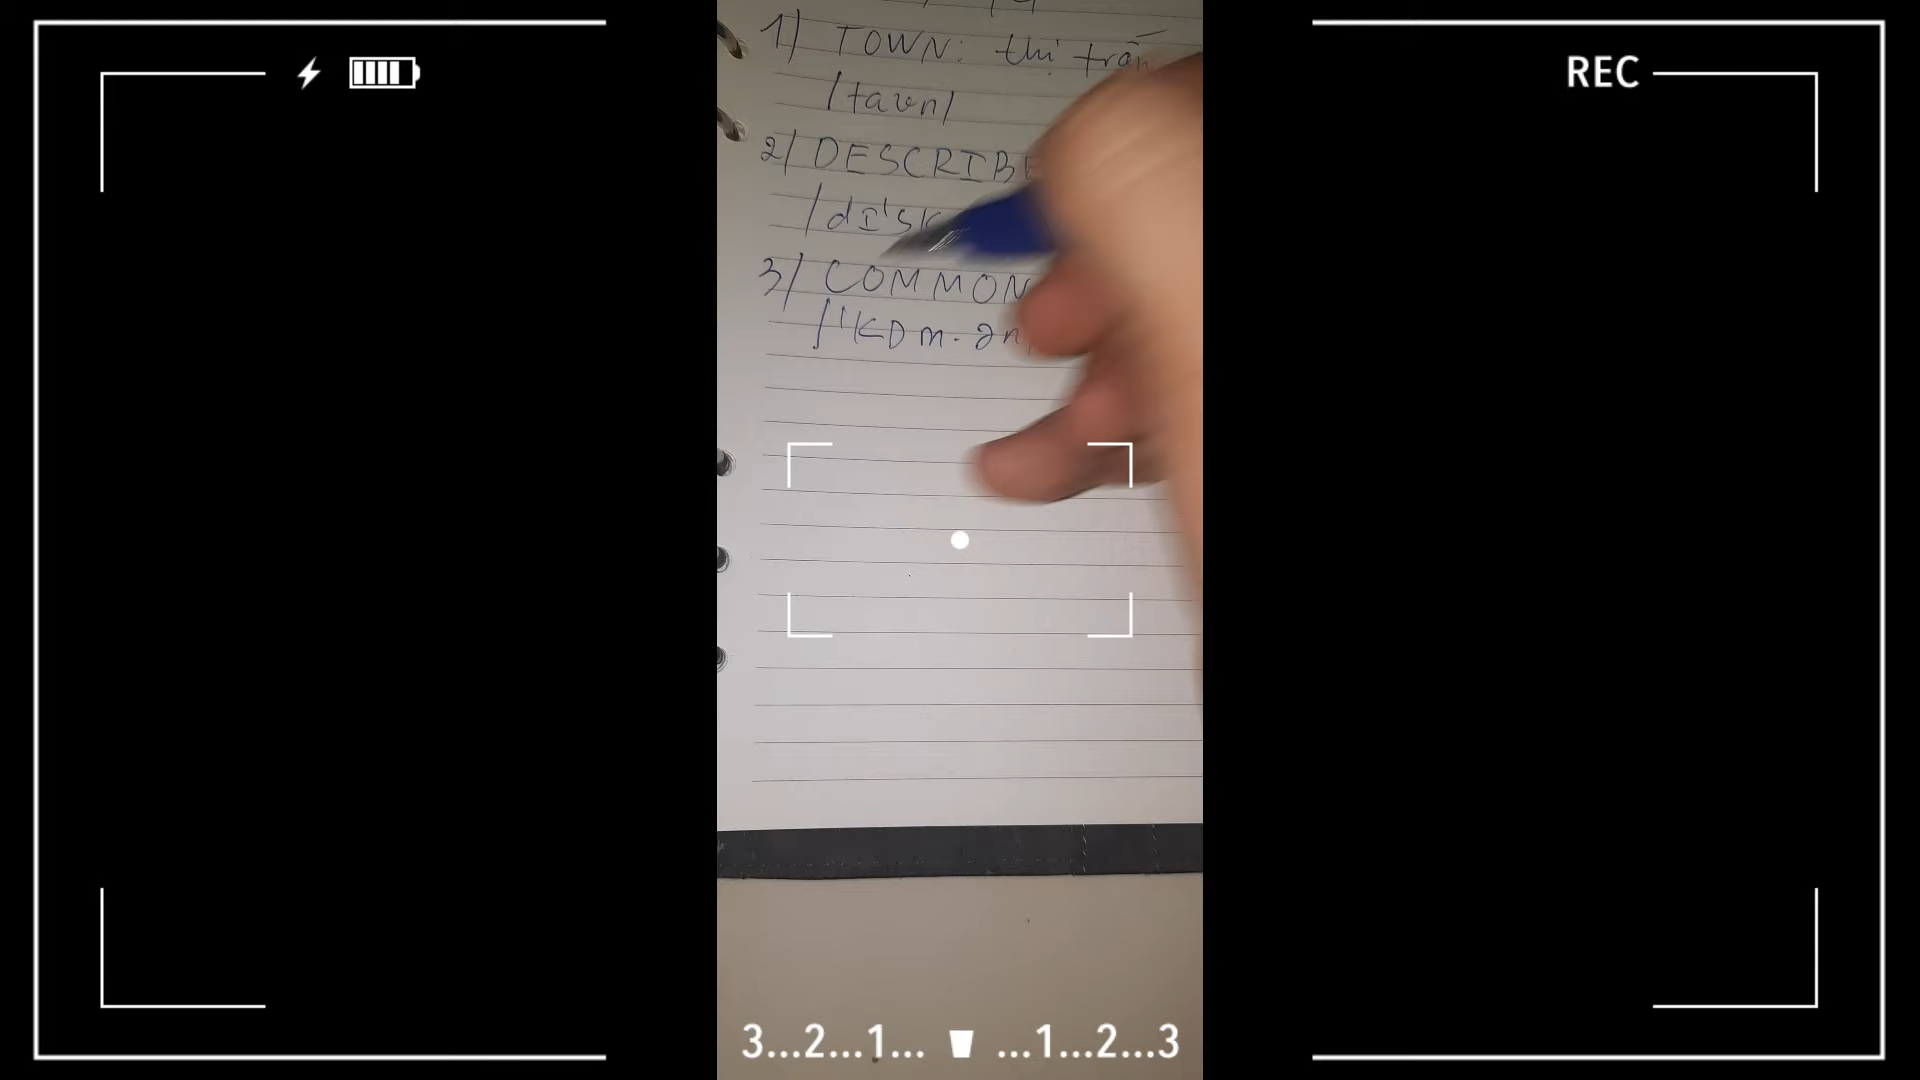 REC
1) TOWN: thị trấn
/taʊn/
2/ DESCRIBE
/dɪ'sk
3/ COMMON
/'kɒm.ən/
3...2...1... ...1...2...3